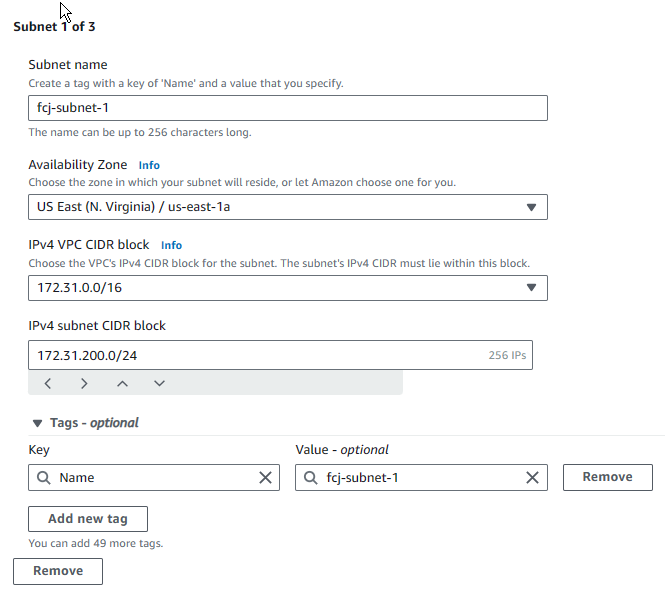 Subnet 1 of 3
Subnet name
Create a tag with a key of 'Name' and a value that you specify.
fcj-subnet-1
The name can be up to 256 characters long.
Availability Zone Info
Choose the zone in which your subnet will reside, or let Amazon choose one for you.
US East (N. Virginia) / us-east-1a
IPv4 VPC CIDR block Info
Choose the VPC's IPv4 CIDR block for the subnet. The subnet's IPv4 CIDR must lie within this block.
172.31.0.0/16
IPv4 subnet CIDR block
172.31.200.0/24 256 IPs
Tags - optional
Key Value - optional
Name fcj-subnet-1 Remove
Add new tag
You can add 49 more tags.
Remove